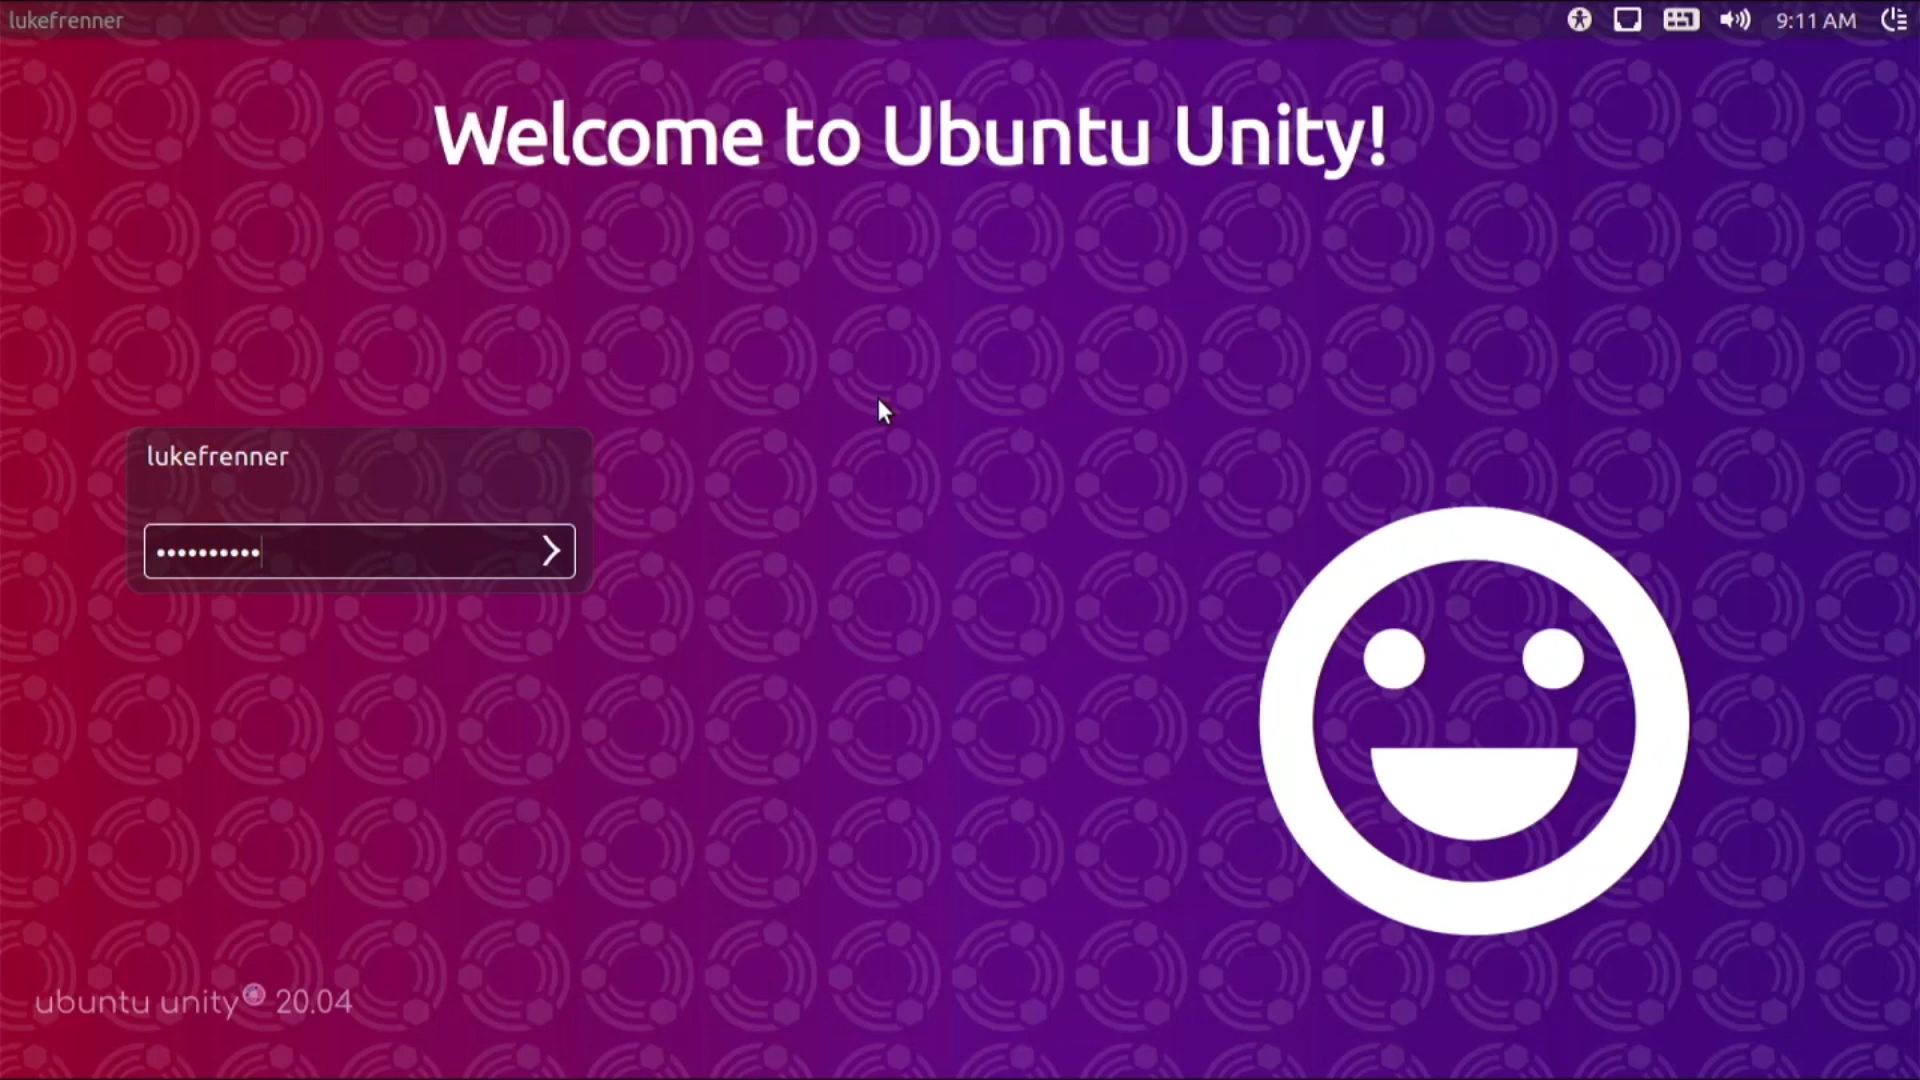 lukefrenner
9:11 AM
Welcome to Ubuntu Unity!
lukefrenner
ubuntu unity 20.04